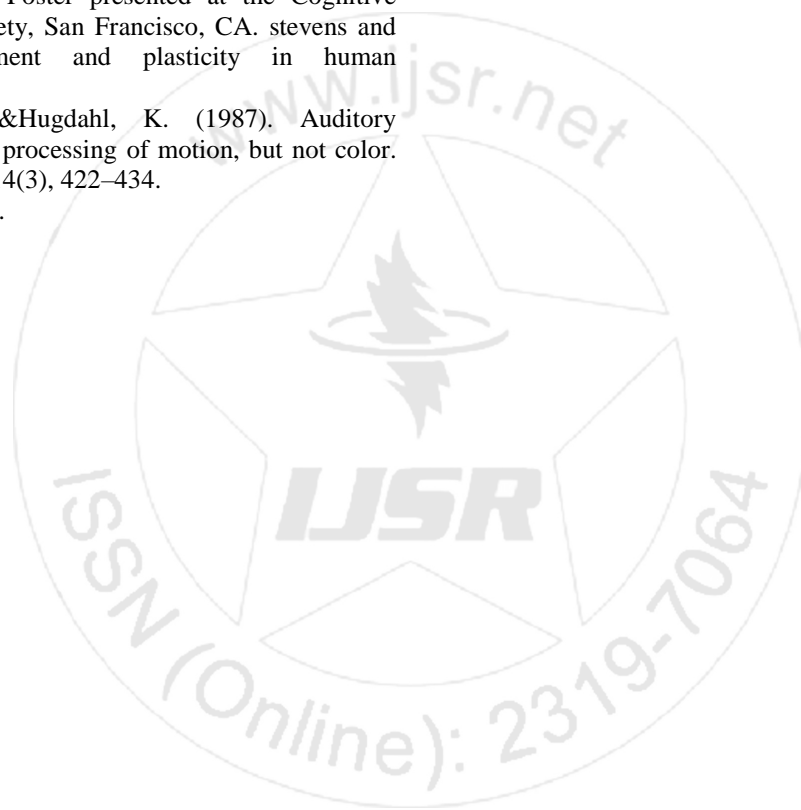 Poster presented at the Cognitive
ety, San Francisco, CA. stevens and
ment and plasticity in human
&Hugdahl, K. (1987). Auditory
processing of motion, but not color.
4(3), 422–434.
.
www.ijsr.net
IJSR
ISSN (Online): 2319-7064